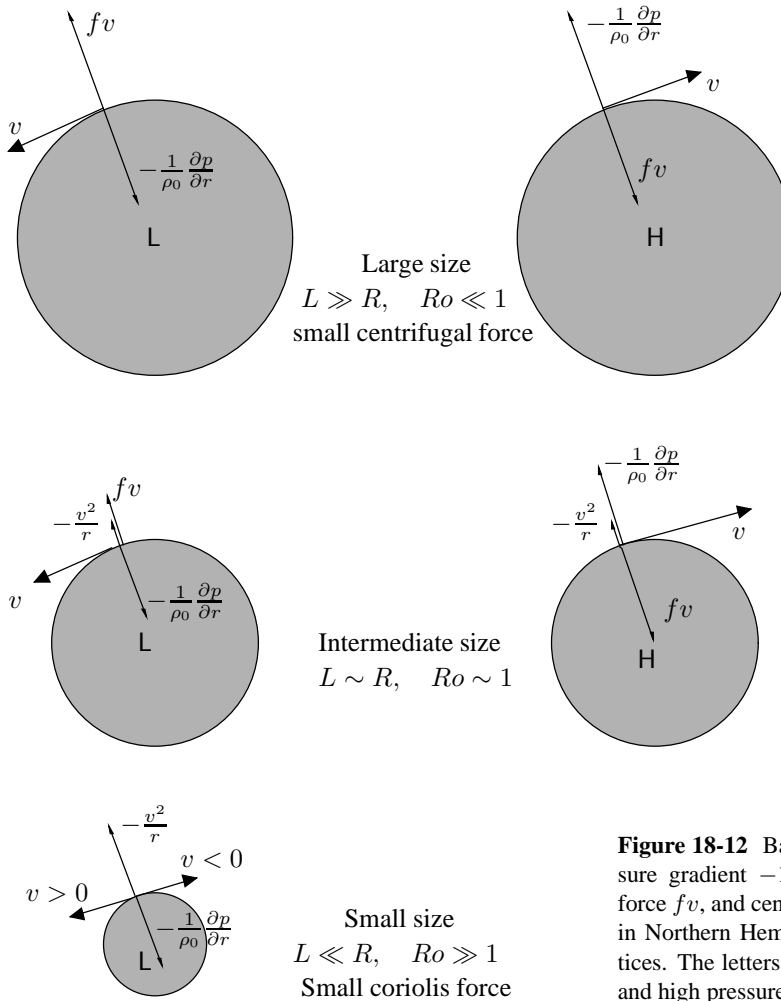 fv
v
−1/ρ0 ∂p/∂r
L
−1/ρ0 ∂p/∂r
v
fv
H
Large size
L ≫ R, Ro ≪ 1
small centrifugal force
fv
−v²/r
v
−1/ρ0 ∂p/∂r
L
−1/ρ0 ∂p/∂r
−v²/r
v
fv
H
Intermediate size
L ∼ R, Ro ∼ 1
−v²/r
v < 0
v > 0
−1/ρ0 ∂p/∂r
L
Small size
L ≪ R, Ro ≫ 1
Small coriolis force
Figure 18-12 Ba
sure gradient −1
force fv, and cen
in Northern Hem
tices. The letters
and high pressure